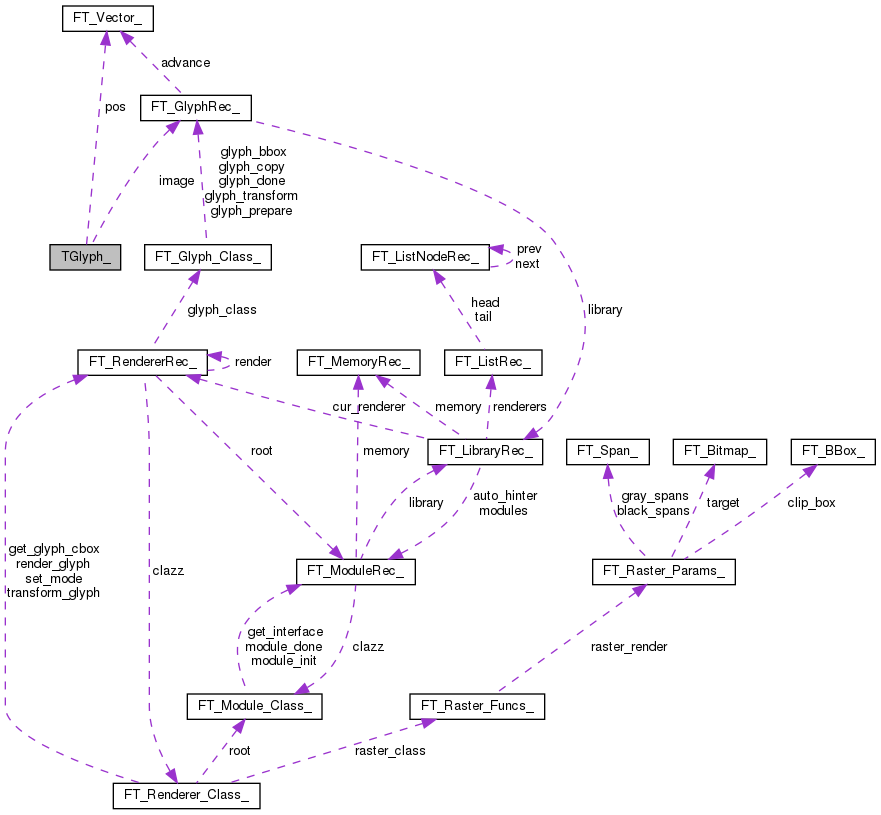 FT_Vector_
advance
FT_GlyphRec_
pos
glyph_bbox
glyph_copy
glyph_done
glyph_transform
glyph_prepare
image
TGlyph_
FT_Glyph_Class_
FT_ListNodeRec_
prev
next
glyph_class
head
tail
library
FT_RendererRec_
render
FT_MemoryRec_
FT_ListRec_
cur_renderer
memory
renderers
root
memory
FT_LibraryRec_
FT_Span_
FT_Bitmap_
FT_BBox_
library
auto_hinter
modules
gray_spans
black_spans
target
clip_box
get_glyph_cbox
render_glyph
set_mode
transform_glyph
clazz
FT_ModuleRec_
FT_Raster_Params_
get_interface
module_done
module_init
clazz
raster_render
FT_Module_Class_
FT_Raster_Funcs_
root
raster_class
FT_Renderer_Class_